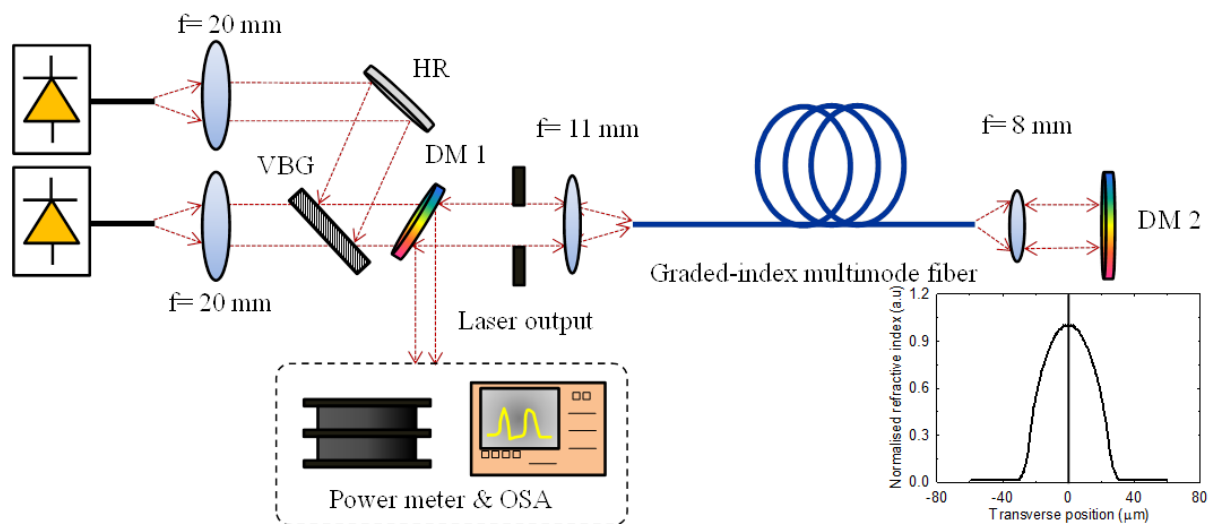 f= 20 mm
HR
f= 11 mm
f= 8 mm
DM 1
VBG
DM 2
Graded-index multimode fiber
f= 20 mm
Laser output
Power meter & OSA
Normalised refractive index (a.u)
1.2
0.9
0.6
0.3
0.0
-80
-40
0
40
80
Transverse position (μm)